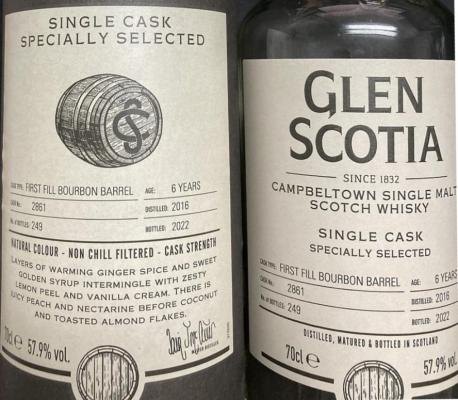 SINGLE CASK
SPECIALLY SELECTED
CASK TYPE: FIRST FILL BOURBON BARREL AGE: 6 YEARS
CASK No: 2861 DISTILLED: 2016
No. of BOTTLES: 249 BOTTLED: 2022
NATURAL COLOUR - NON CHILL FILTERED - CASK STRENGTH
LAYERS OF WARMING GINGER SPICE AND SWEET
GOLDEN SYRUP INTERMINGLE WITH ZESTY
LEMON PEEL AND VANILLA CREAM. THERE IS
JUICY PEACH AND NECTARINE BEFORE COCONUT
AND TOASTED ALMOND FLAKES.
70cl e 57.9% vol.
MASTER DISTILLER
GLEN
SCOTIA
SINCE 1832
CAMPBELTOWN SINGLE MALT
SCOTCH WHISKY
SINGLE CASK
SPECIALLY SELECTED
CASK TYPE: FIRST FILL BOURBON BARREL AGE: 6 YEARS
CASK No: 2861 DISTILLED: 2016
No. of BOTTLES: 249 BOTTLED: 2022
DISTILLED, MATURED & BOTTLED IN SCOTLAND
70cl e 57.9% vol.